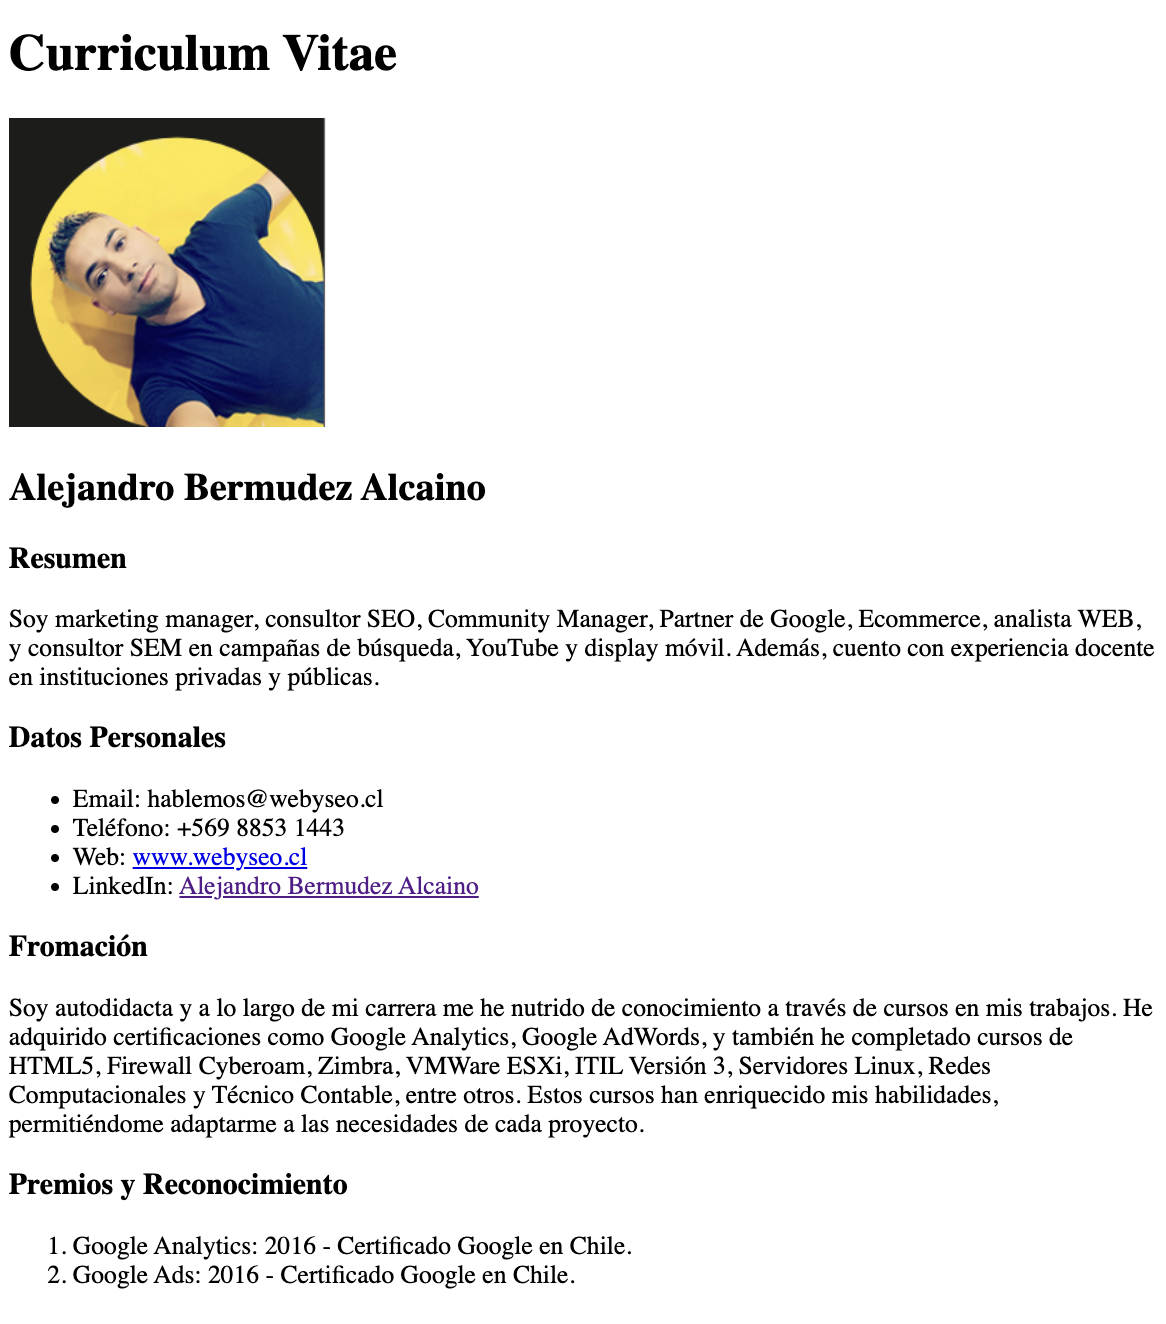 Curriculum Vitae
Alejandro Bermudez Alcaino
Resumen
Soy marketing manager, consultor SEO, Community Manager, Partner de Google, Ecommerce, analista WEB,
y consultor SEM en campañas de búsqueda, YouTube y display móvil. Además, cuento con experiencia docente
en instituciones privadas y públicas.
Datos Personales
• Email: hablemos@webyseo.cl
• Teléfono: +569 8853 1443
• Web: www.webyseo.cl
• LinkedIn: Alejandro Bermudez Alcaino
Fromación
Soy autodidacta y a lo largo de mi carrera me he nutrido de conocimiento a través de cursos en mis trabajos. He
adquirido certificaciones como Google Analytics, Google AdWords, y también he completado cursos de
HTML5, Firewall Cyberoam, Zimbra, VMWare ESXi, ITIL Versión 3, Servidores Linux, Redes
Computacionales y Técnico Contable, entre otros. Estos cursos han enriquecido mis habilidades,
permitiéndome adaptarme a las necesidades de cada proyecto.
Premios y Reconocimiento
1. Google Analytics: 2016 - Certificado Google en Chile.
2. Google Ads: 2016 - Certificado Google en Chile.